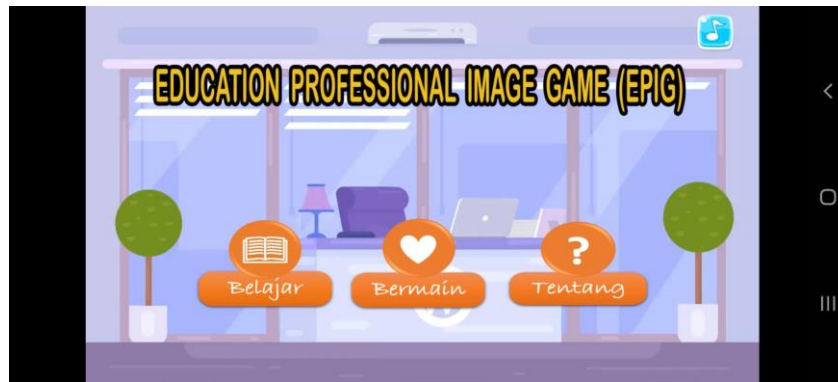 EDUCATION PROFESSIONAL IMAGE GAME (EPIG)
Belajar
Bermain
Tentang